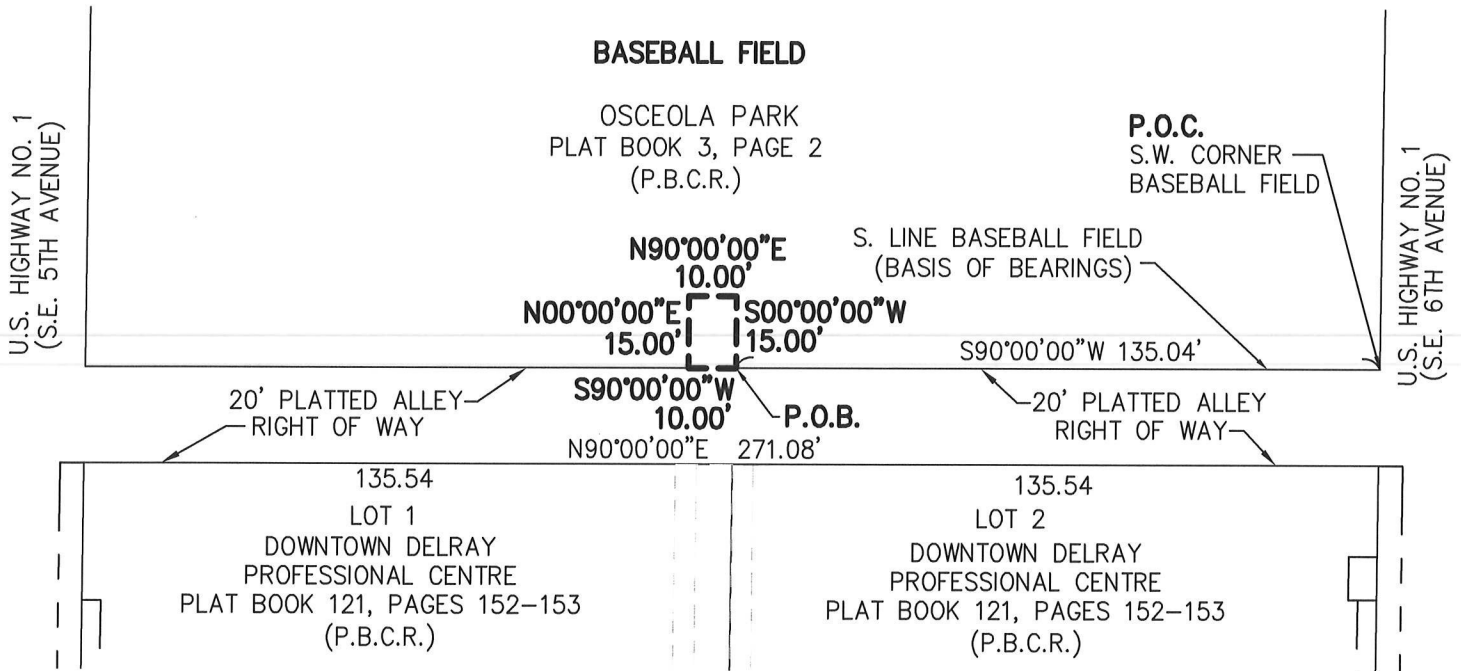 BASEBALL FIELD
OSCEOLA PARK
PLAT BOOK 3, PAGE 2
(P.B.C.R.)
U.S. HIGHWAY NO. 1
(S.E. 5TH AVENUE)
P.O.C.
S.W. CORNER
BASEBALL FIELD
U.S. HIGHWAY NO. 1
(S.E. 6TH AVENUE)
S. LINE BASEBALL FIELD
(BASIS OF BEARINGS)
N90°00'00"E
10.00'
N00°00'00"E
15.00'
S00°00'00"W
15.00'
S90°00'00"W 135.04'
S90°00'00"W
10.00'
P.O.B.
20' PLATTED ALLEY
RIGHT OF WAY
20' PLATTED ALLEY
RIGHT OF WAY
N90°00'00"E 271.08'
135.54
LOT 1
DOWNTOWN DELRAY
PROFESSIONAL CENTRE
PLAT BOOK 121, PAGES 152-153
(P.B.C.R.)
135.54
LOT 2
DOWNTOWN DELRAY
PROFESSIONAL CENTRE
PLAT BOOK 121, PAGES 152-153
(P.B.C.R.)